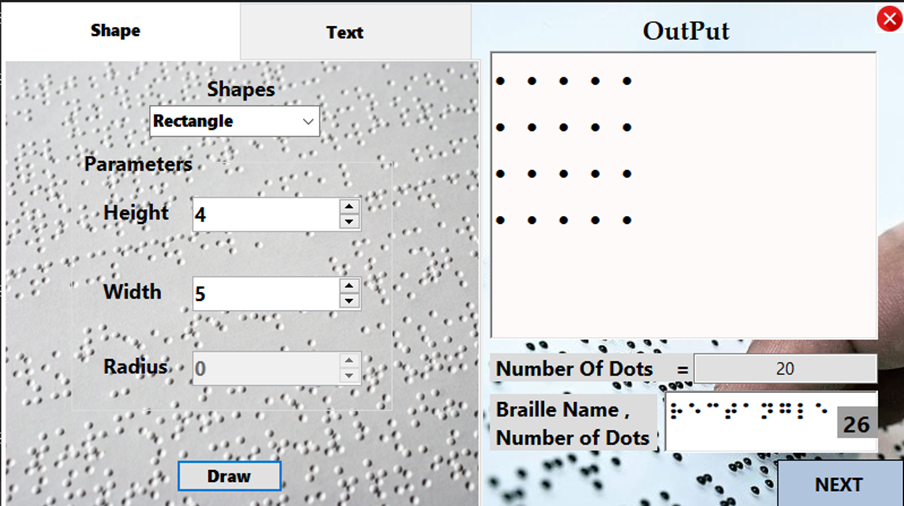 Shape
Text
Shapes
Rectangle
Parameters
Height 4
Width 5
Radius 0
Draw
OutPut
Number Of Dots = 20
Braille Name , ⠗⠑⠉⠞⠁⠝⠛⠇⠑ 26
Number of Dots
NEXT